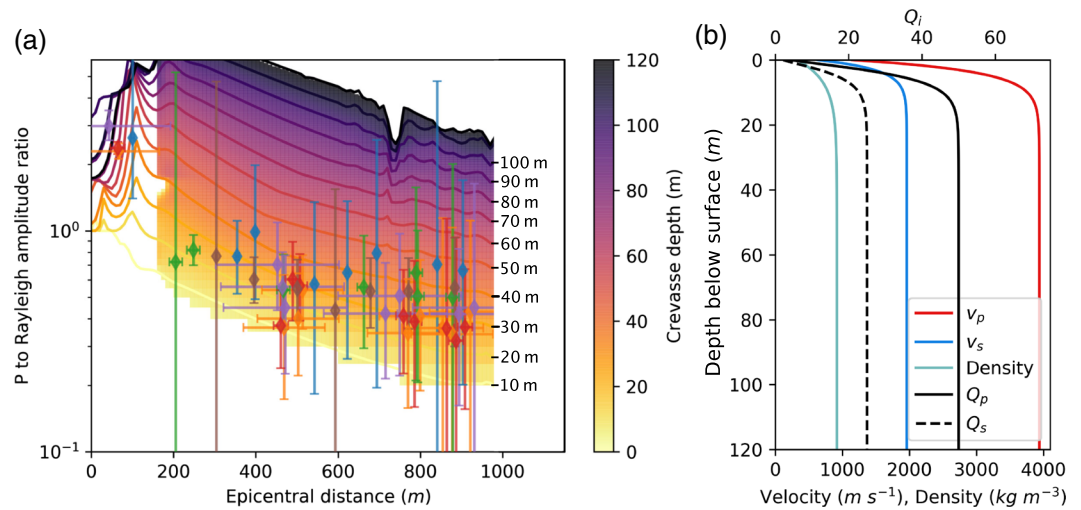 (a)
P to Rayleigh amplitude ratio
10⁰
10⁻¹
0 200 400 600 800 1000
Epicentral distance (m)
100 m
90 m
80 m
70 m
60 m
50 m
40 m
30 m
20 m
10 m
120
100
80
60
40
20
0
Crevasse depth (m)
(b)
Qᵢ
0 20 40 60
Depth below surface (m)
0
20
40
60
80
100
120
vₚ
vₛ
Density
Qₚ
Qₛ
0 1000 2000 3000 4000
Velocity (m s⁻¹), Density (kg m⁻³)